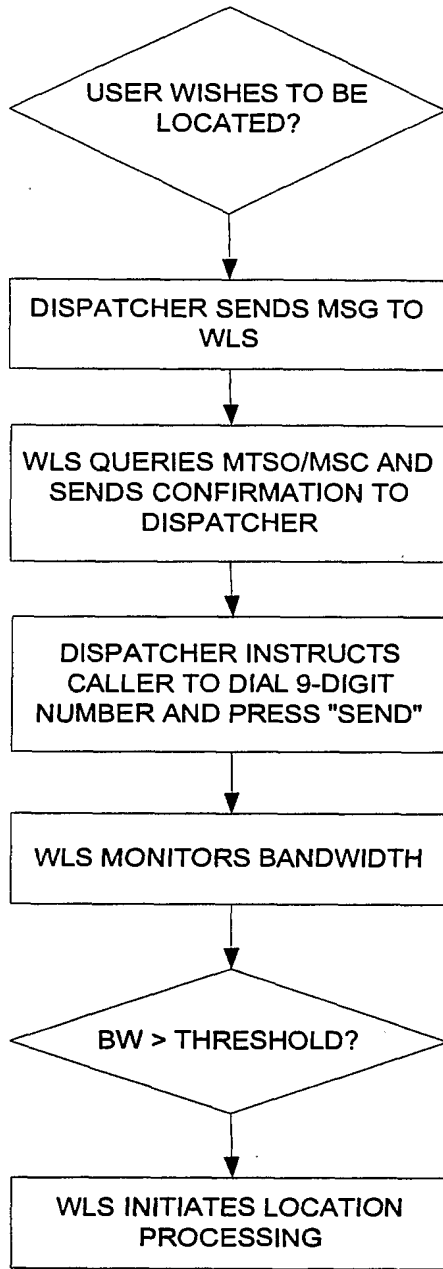 USER WISHES TO BE
LOCATED?
DISPATCHER SENDS MSG TO
WLS
WLS QUERIES MTSO/MSC AND
SENDS CONFIRMATION TO
DISPATCHER
DISPATCHER INSTRUCTS
CALLER TO DIAL 9-DIGIT
NUMBER AND PRESS "SEND"
WLS MONITORS BANDWIDTH
BW > THRESHOLD?
WLS INITIATES LOCATION
PROCESSING